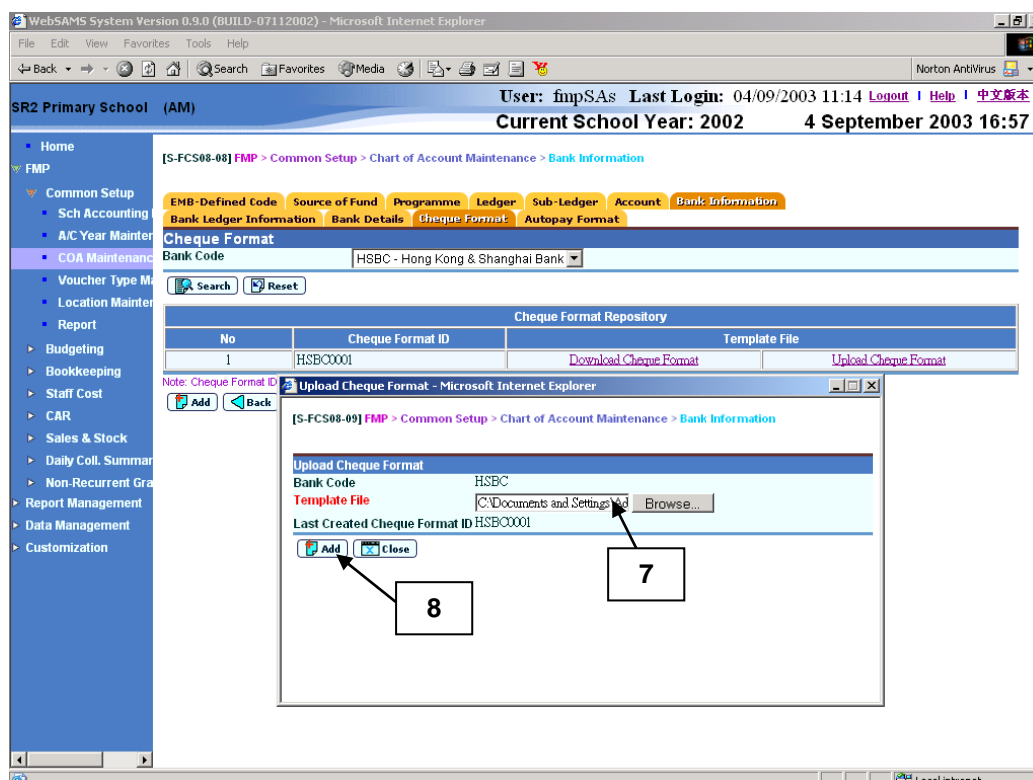 WebSAMS System Version 0.9.0 (BUILD-07112002) - Microsoft Internet Explorer
File Edit View Favorites Tools Help
Back Search Favorites Media Norton AntiVirus
User: fmpSAs Last Login: 04/09/2003 11:14 Logout | Help | 中文版本
SR2 Primary School (AM)
Current School Year: 2002 4 September 2003 16:57
Home
FMP
Common Setup
Sch Accounting
A/C Year Mainter
COA Maintenanc
Voucher Type Ma
Location Mainter
Report
Budgeting
Bookkeeping
Staff Cost
CAR
Sales & Stock
Daily Coll. Summar
Non-Recurrent Gra
Report Management
Data Management
Customization
[S-FCS08-08] FMP > Common Setup > Chart of Account Maintenance > Bank Information
EMB-Defined Code Source of Fund Programme Ledger Sub-Ledger Account Bank Information
Bank Ledger Information Bank Details Cheque Format Autopay Format
Cheque Format
Bank Code HSBC - Hong Kong & Shanghai Bank
Search Reset
Cheque Format Repository
No Cheque Format ID Template File
1 HSBC0001 Download Cheque Format Upload Cheque Format
Note: Cheque Format ID
Add Back
Upload Cheque Format - Microsoft Internet Explorer
[S-FCS08-09] FMP > Common Setup > Chart of Account Maintenance > Bank Information
Upload Cheque Format
Bank Code HSBC
Template File C:\Documents and Settings\Ad Browse...
Last Created Cheque Format ID HSBC0001
Add Close
7
8